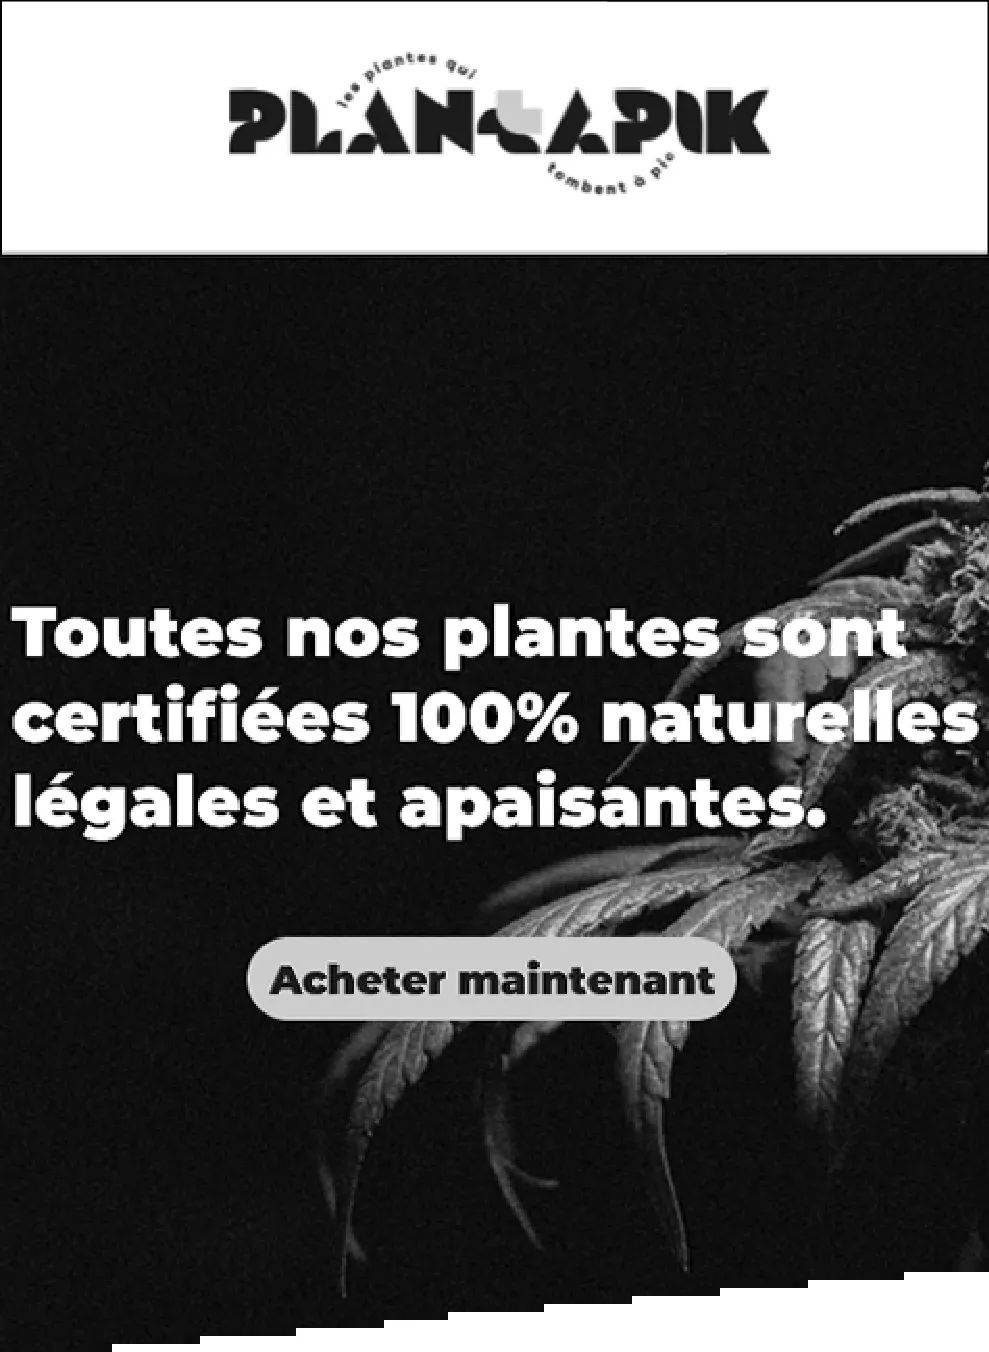 les plantes qui
PLANTAPIK
tombent à pic
Toutes nos plantes sont
certifiées 100% naturelles
légales et apaisantes.
Acheter maintenant